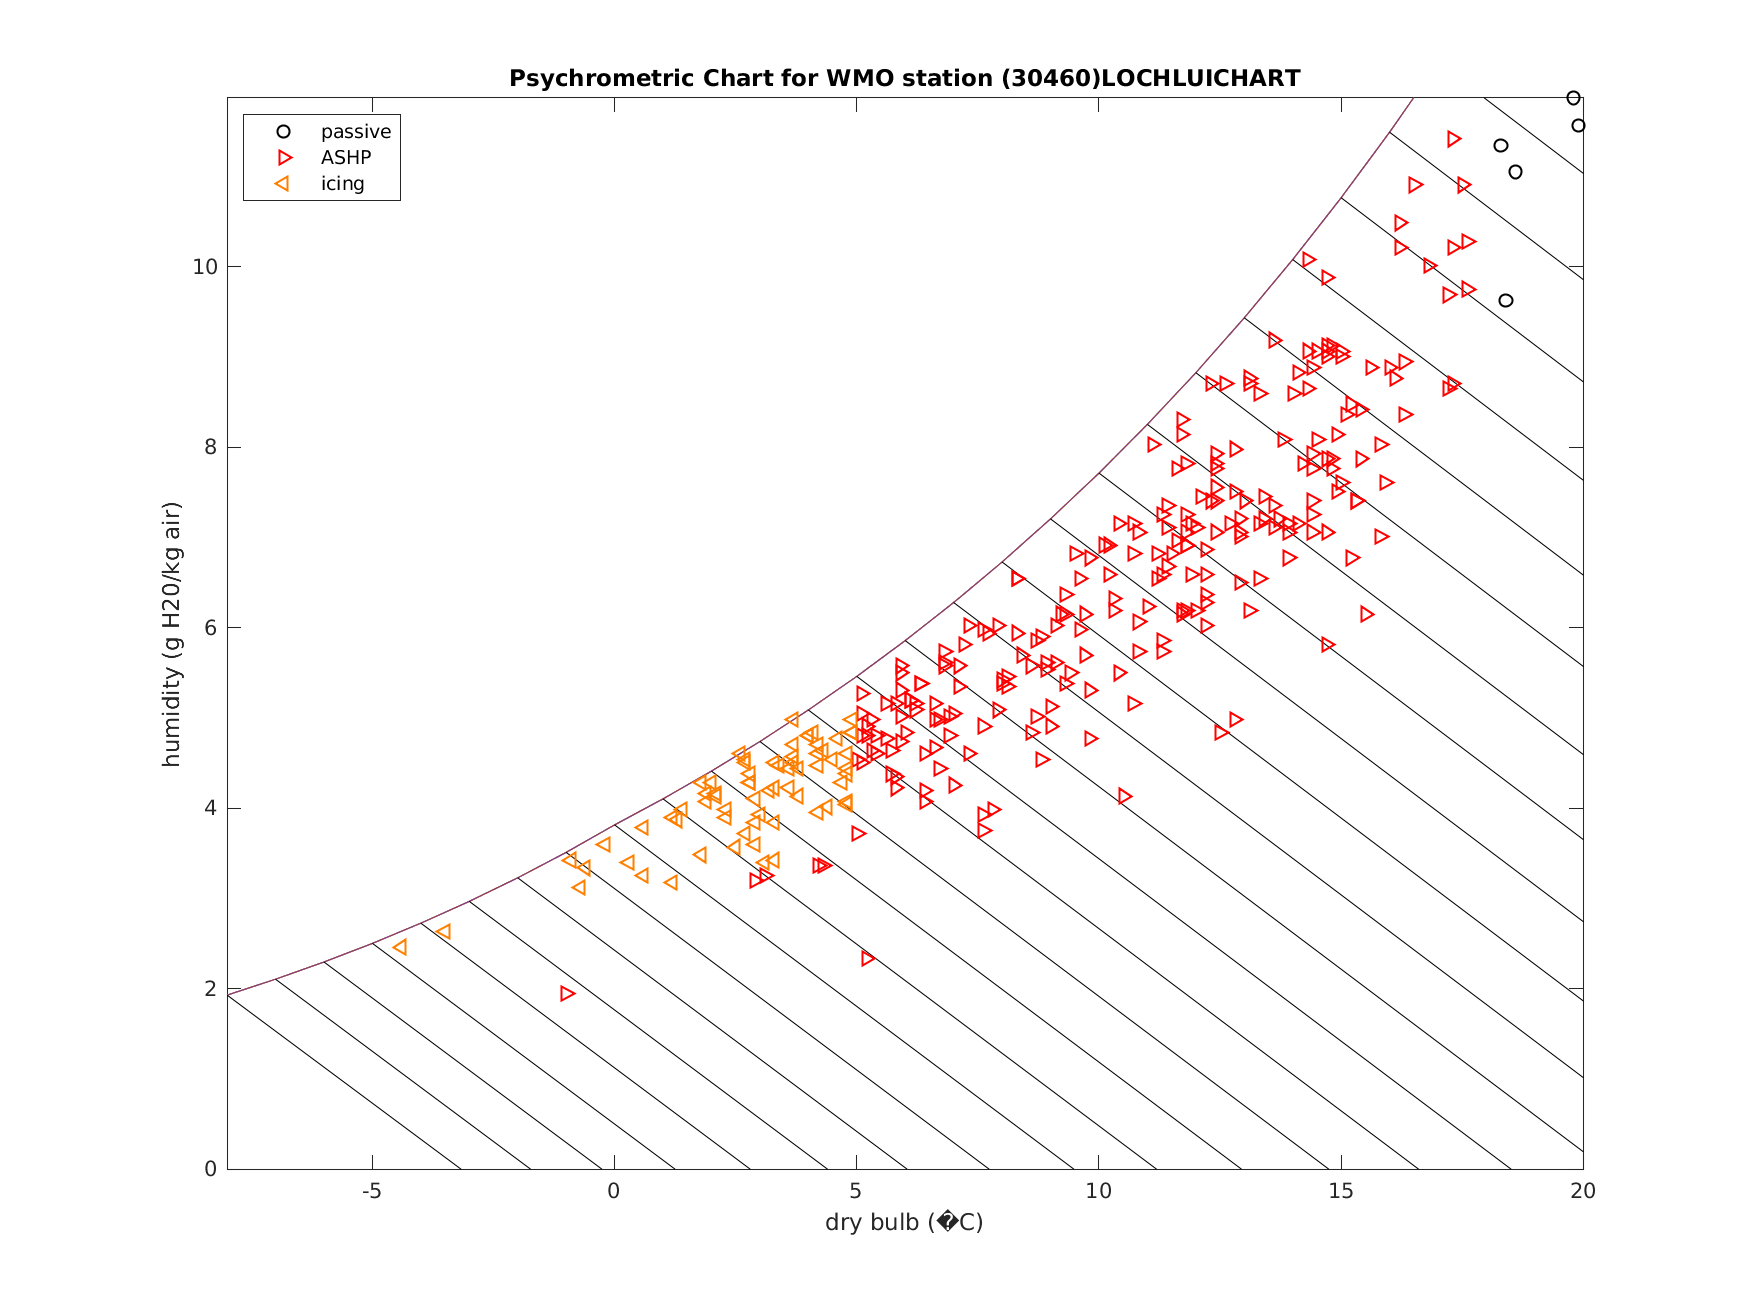 Psychrometric Chart for WMO station (30460)LOCHLUICHART
passive
ASHP
icing
10
8
6
4
2
0
humidity (g H20/kg air)
-5 0 5 10 15 20
dry bulb (�C)